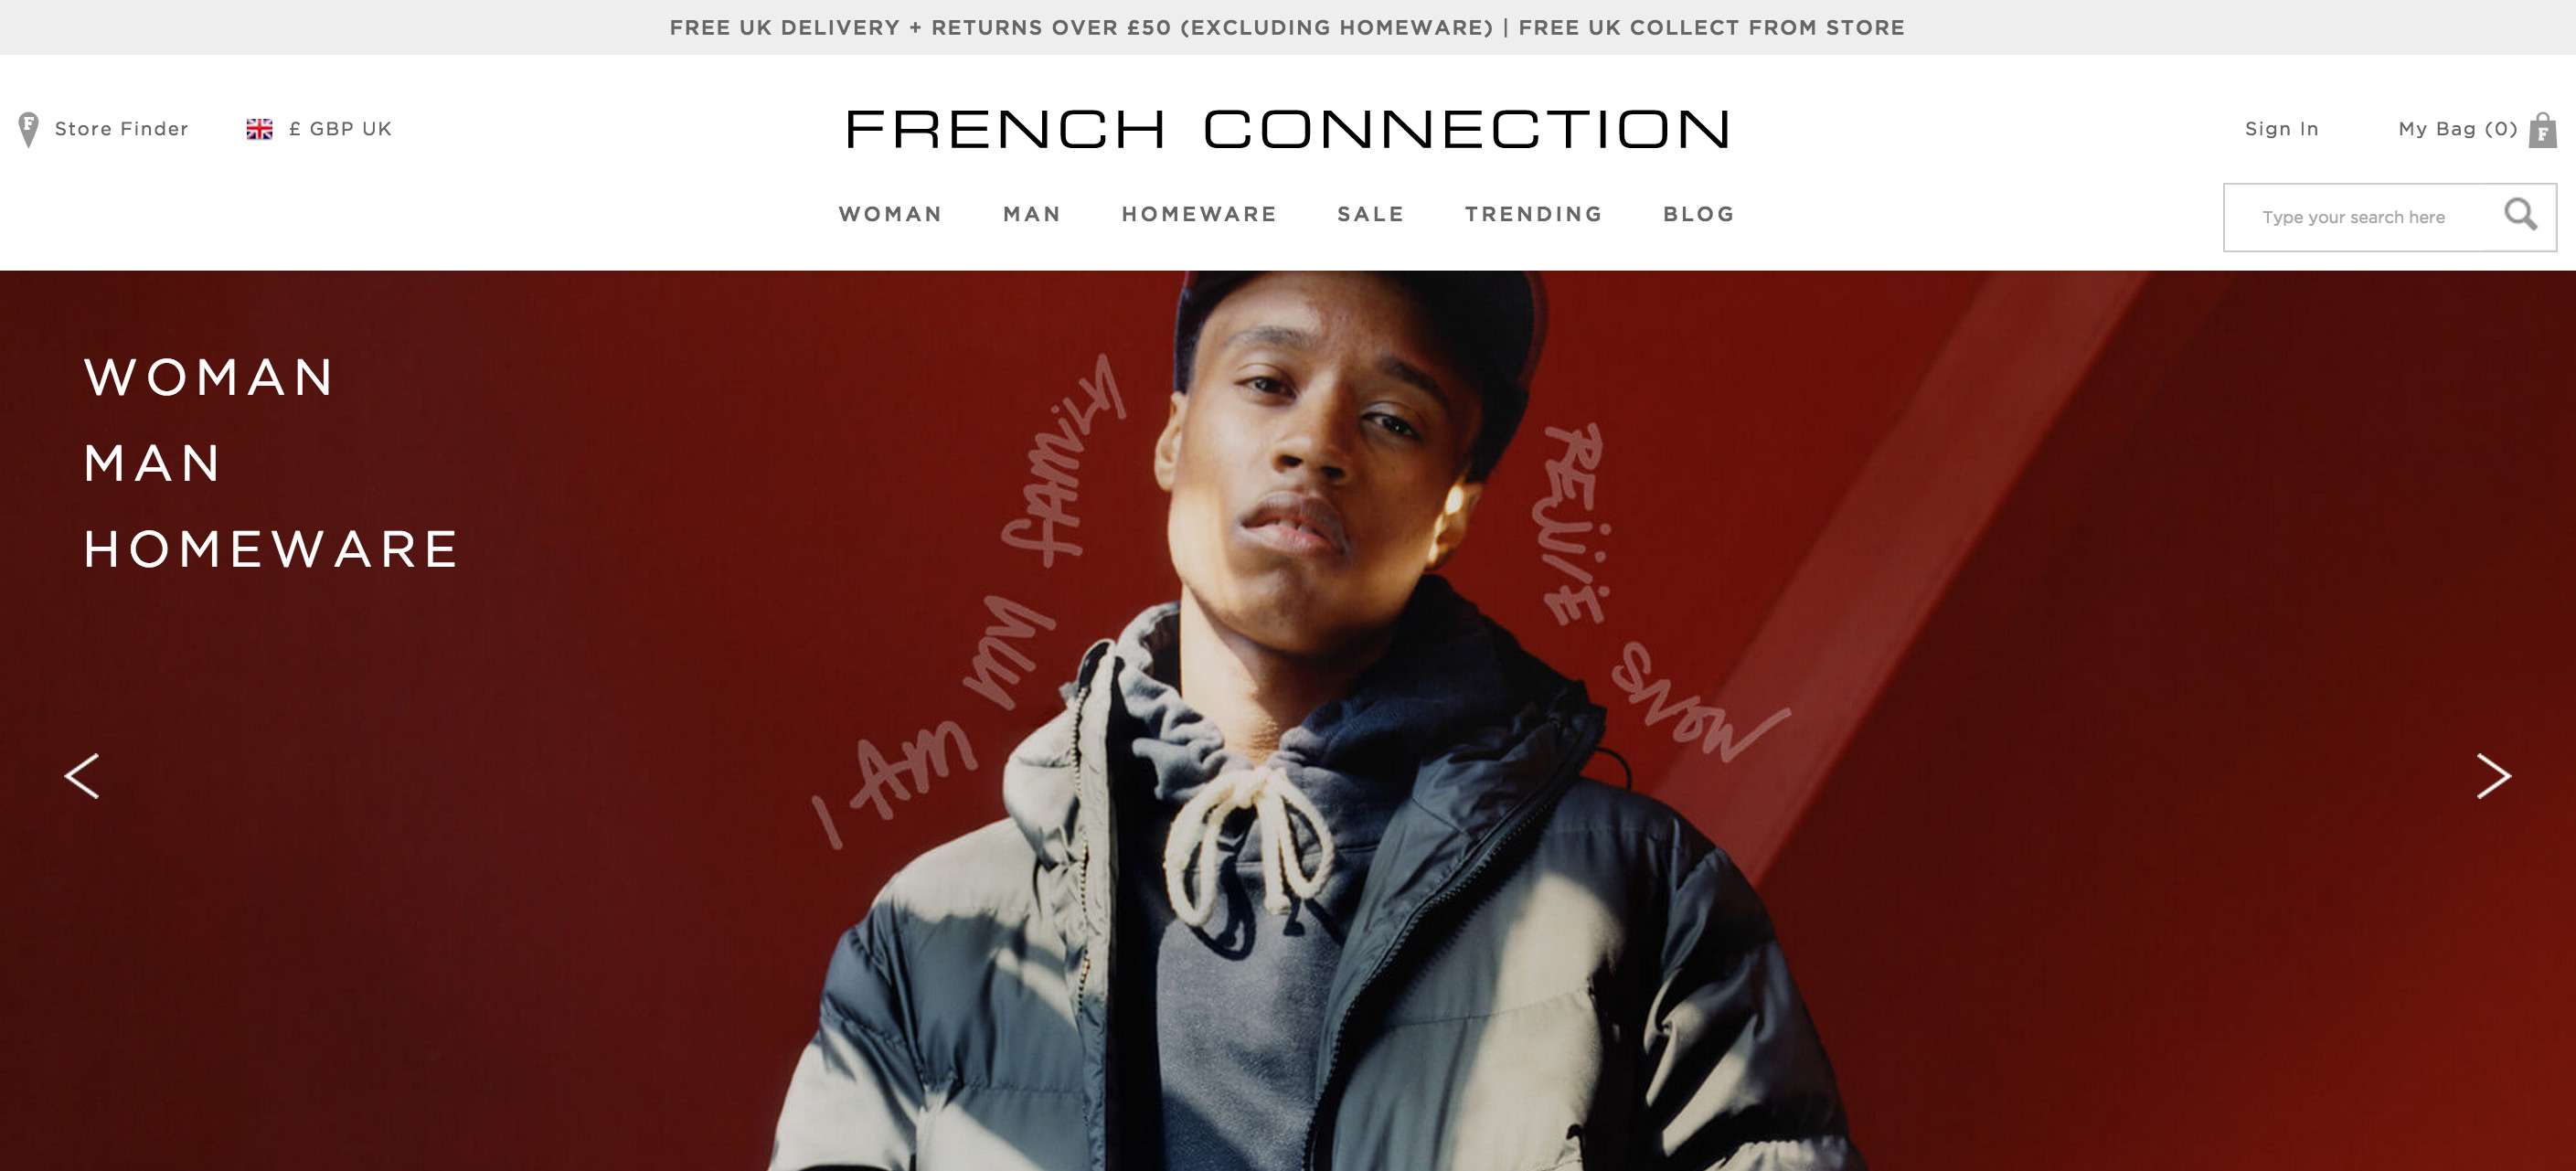 FREE UK DELIVERY + RETURNS OVER £50 (EXCLUDING HOMEWARE) | FREE UK COLLECT FROM STORE
F Store Finder
£ GBP UK
FRENCH CONNECTION
Sign In
My Bag (0) F
WOMAN MAN HOMEWARE SALE TRENDING BLOG
Type your search here
WOMAN
MAN
HOMEWARE
I AM MY FAMILY